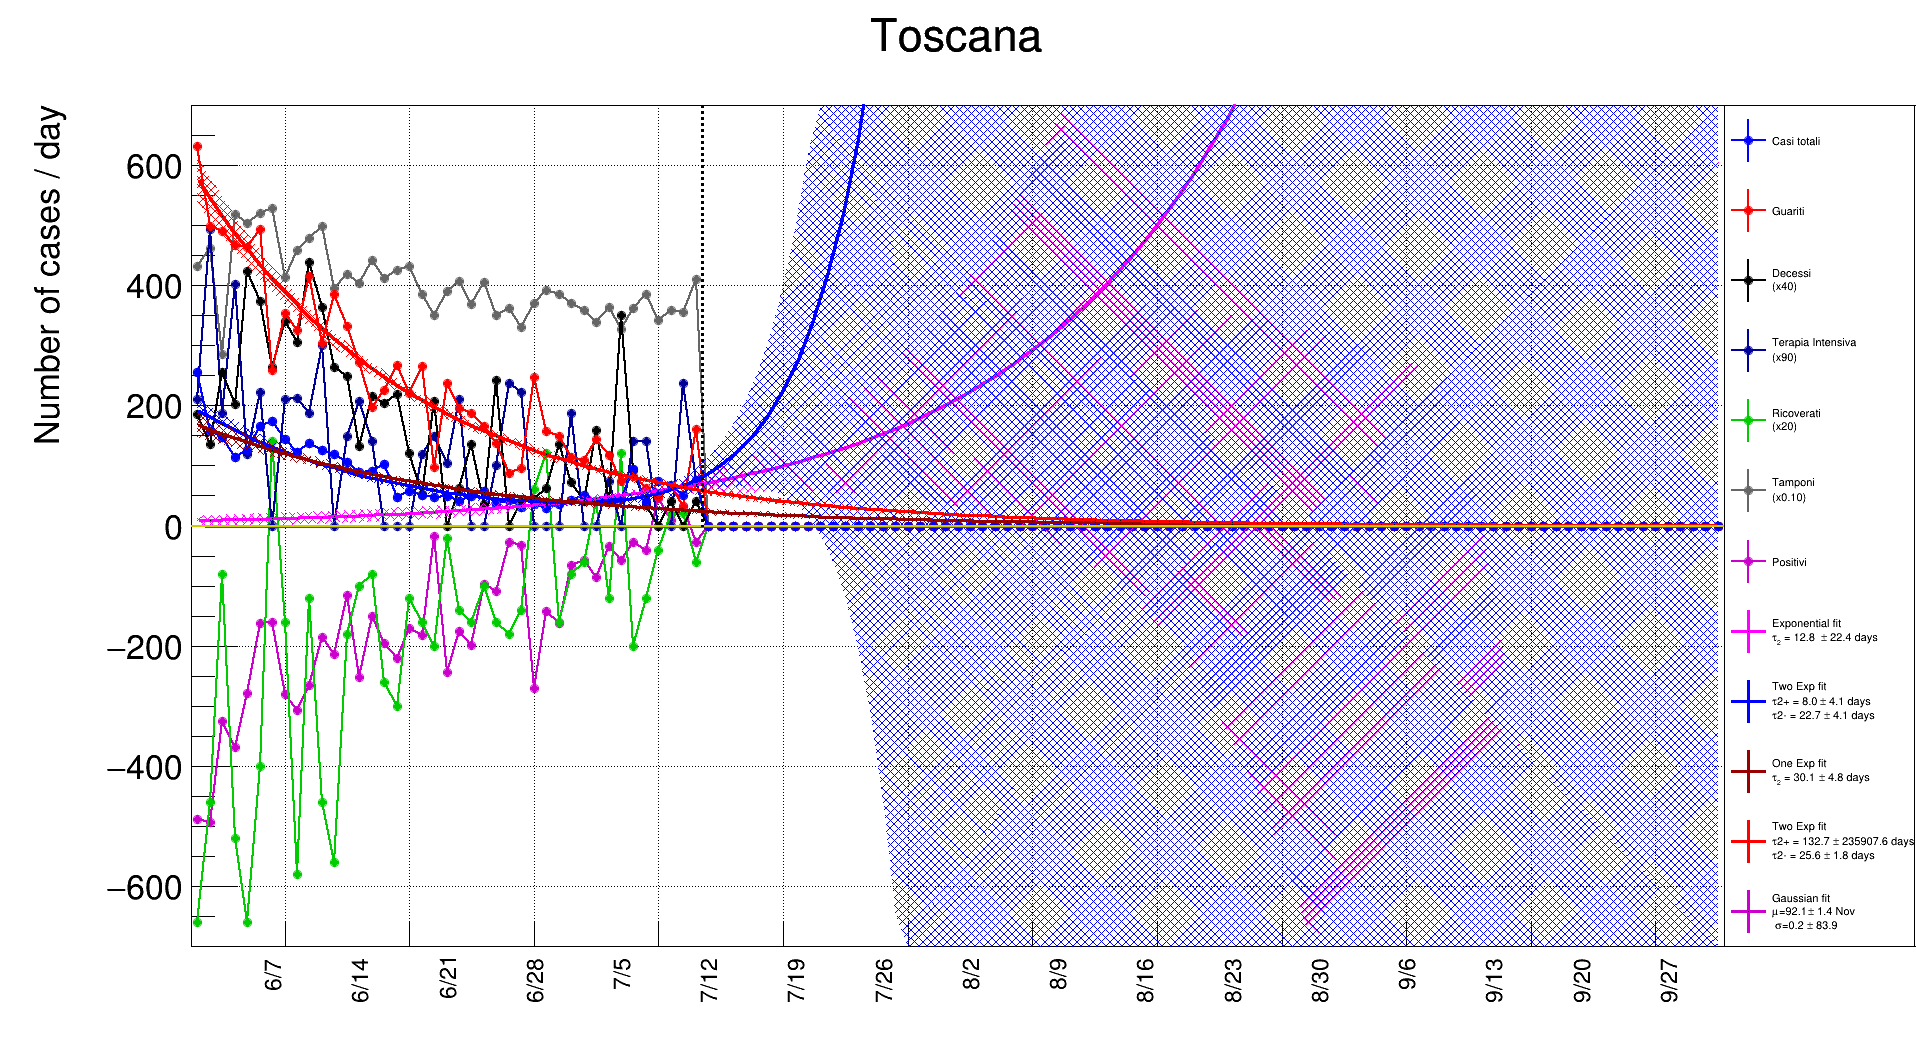 Toscana
Number of cases / day
600
400
200
0
−200
−400
−600
6/7
6/14
6/21
6/28
7/5
7/12
7/19
7/26
8/2
8/9
8/16
8/23
8/30
9/6
9/13
9/20
9/27
Casi totali
Guariti
Decessi
(x40)
Terapia Intensiva
(x90)
Ricoverati
(x20)
Tamponi
(x0.10)
Positivi
Exponential fit
τ₂ = 12.8 ± 22.4 days
Two Exp fit
τ2+ = 8.0 ± 4.1 days
τ2- = 22.7 ± 4.1 days
One Exp fit
τ₂ = 30.1 ± 4.8 days
Two Exp fit
τ2+ = 132.7 ± 235907.6 days
τ2- = 25.6 ± 1.8 days
Gaussian fit
μ=92.1 ± 1.4 Nov
σ=0.2 ± 83.9